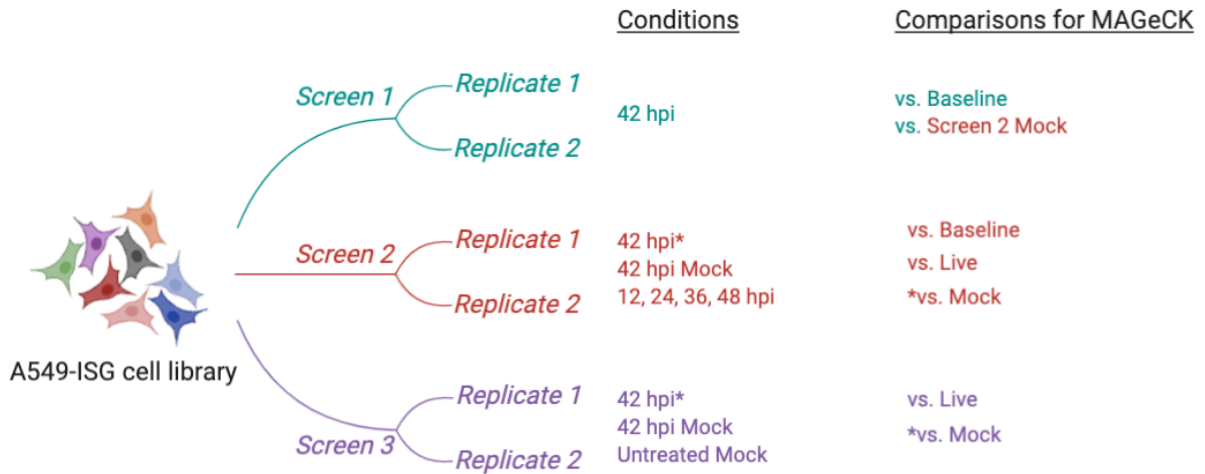 Conditions
Comparisons for MAGeCK
Screen 1
Replicate 1
Replicate 2
42 hpi
vs. Baseline
vs. Screen 2 Mock
Screen 2
Replicate 1
Replicate 2
42 hpi*
42 hpi Mock
12, 24, 36, 48 hpi
vs. Baseline
vs. Live
*vs. Mock
A549-ISG cell library
Screen 3
Replicate 1
Replicate 2
42 hpi*
42 hpi Mock
Untreated Mock
vs. Live
*vs. Mock